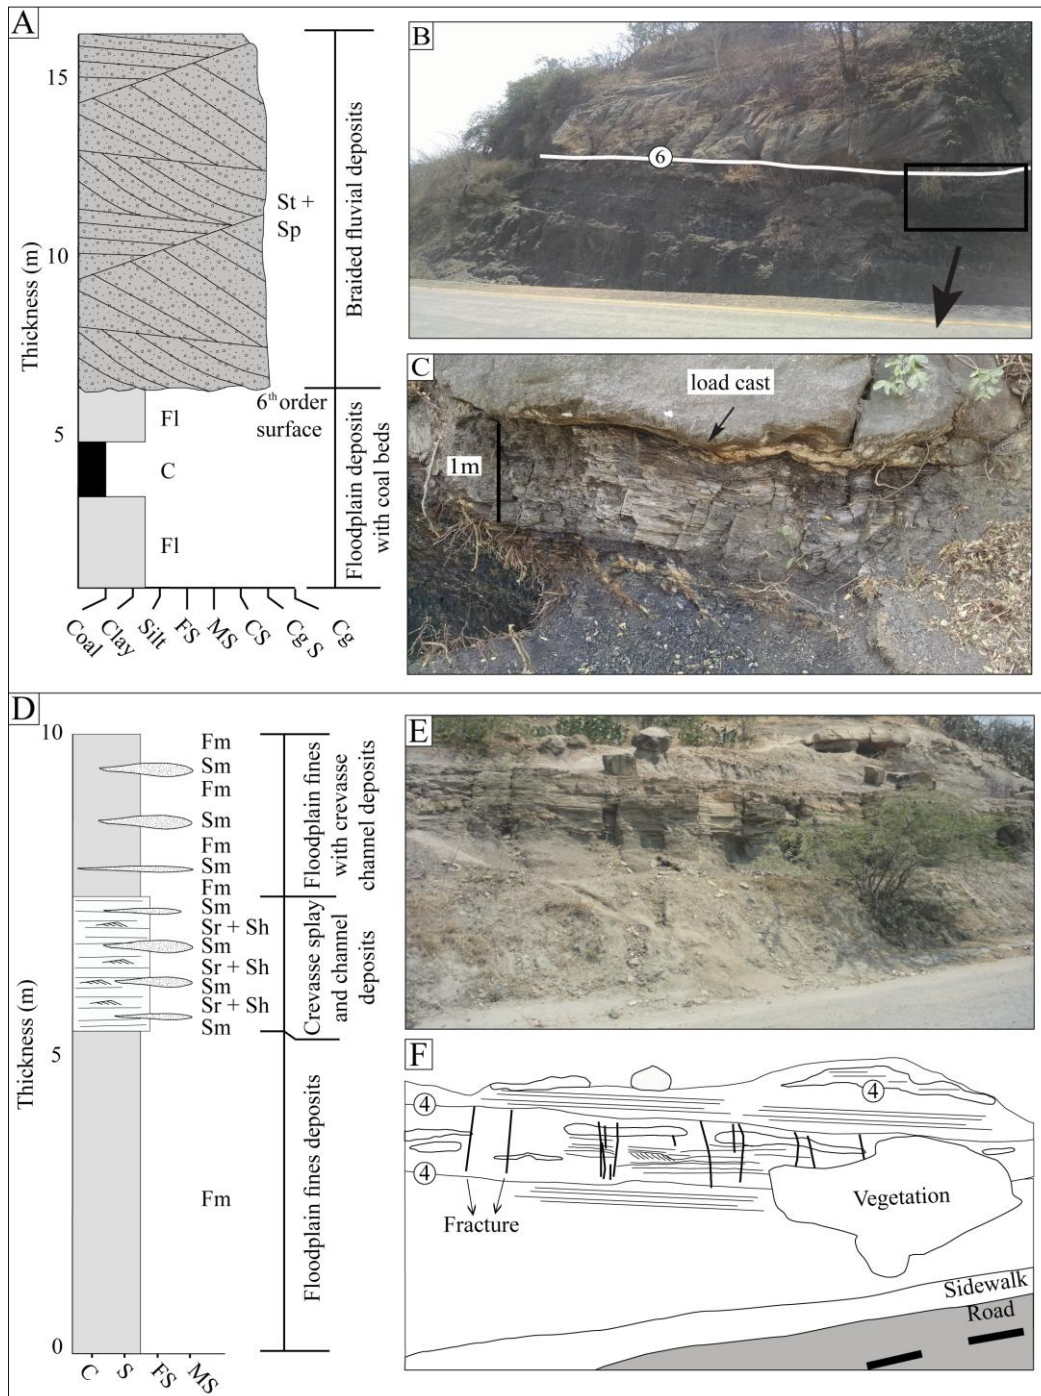 A
15
10
5
Thickness (m)
St +
Sp
6th order
surface
Fl
C
Fl
Braided fluvial deposits
Floodplain deposits
with coal beds
Coal
Clay
Silt
FS
MS
CS
Cg S
Cg
B
6
C
load cast
1m
D
10
5
0
Thickness (m)
Fm
Sm
Fm
Sm
Fm
Sm
Fm
Sm
Sr + Sh
Sm
Sr + Sh
Sm
Sr + Sh
Sm
Fm
Floodplain fines
with crevasse
channel deposits
Crevasse splay
and channel
deposits
Floodplain fines deposits
C
S
FS
MS
E
F
4
4
4
Fracture
Vegetation
Sidewalk
Road